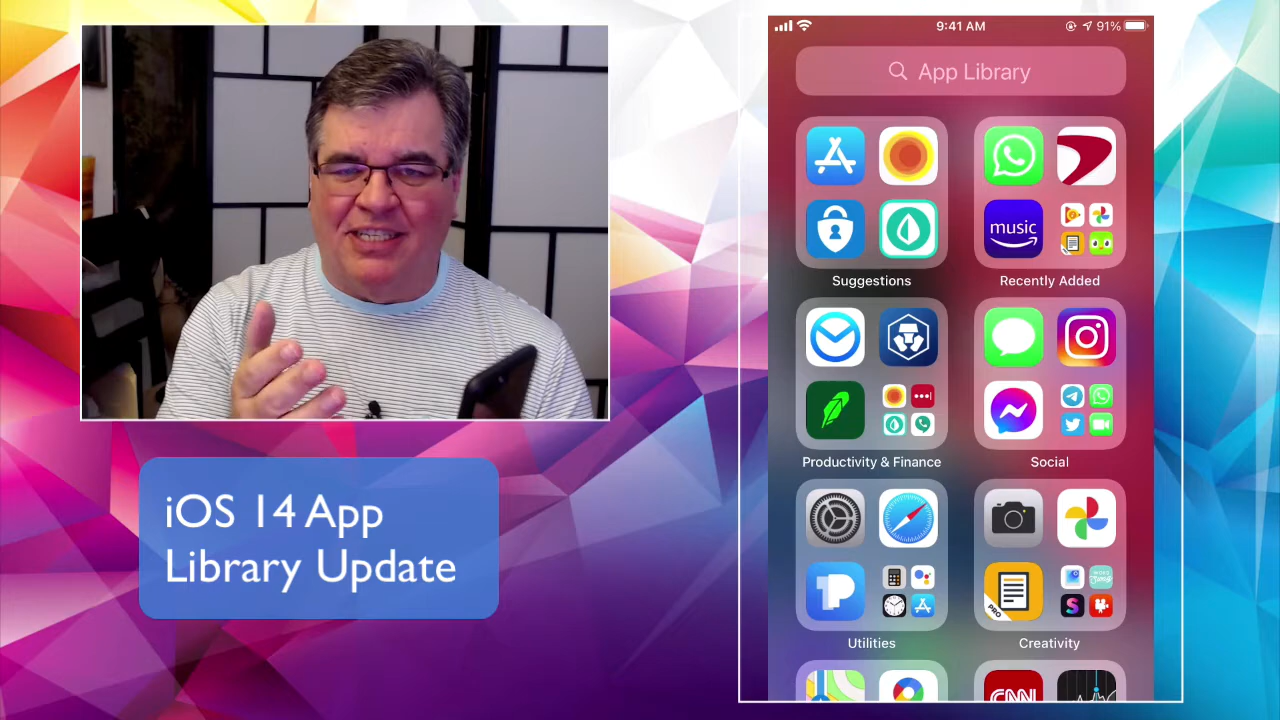 9:41 AM
91%
App Library
music
Suggestions
Recently Added
Productivity & Finance
Social
PRO
Utilities
Creativity
CNN
iOS 14 App
Library Update